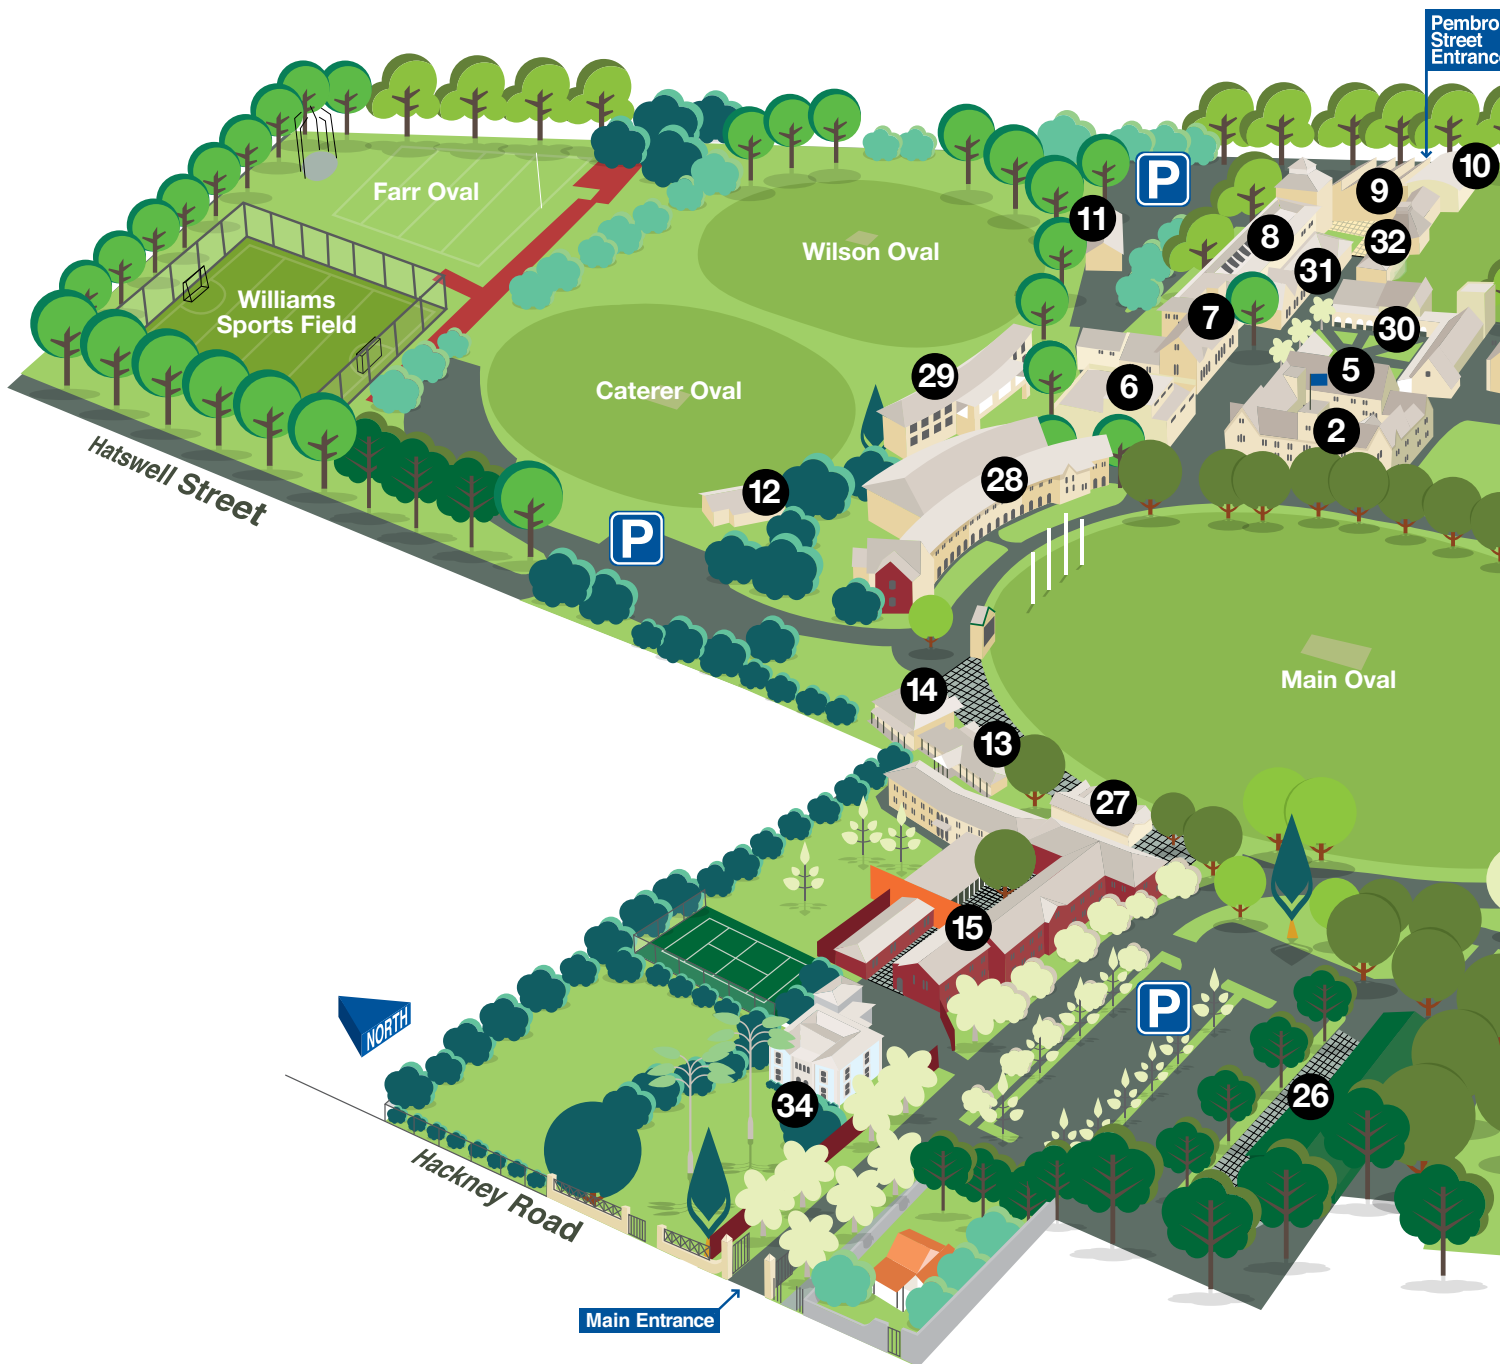 Pembro
Street
Entrance
10
P
9
Farr Oval
11
8
32
Wilson Oval
31
Williams
Sports Field
7
30
29
5
Caterer Oval
6
2
28
12
Hatswell Street
P
Main Oval
14
13
27
15
P
NORTH
26
34
Hackney Road
Main Entrance